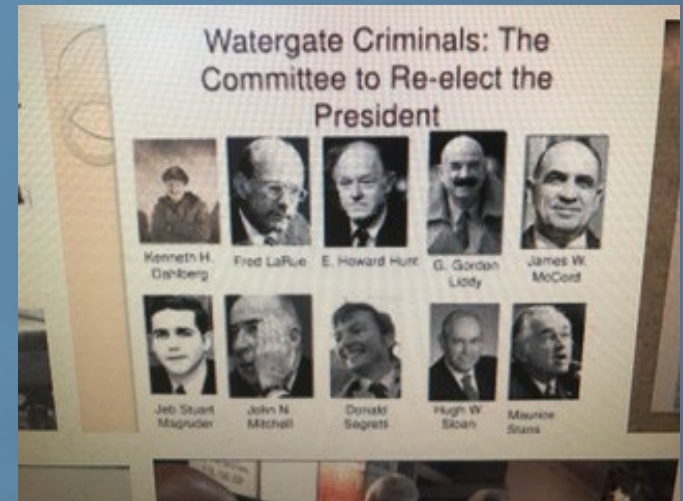 Watergate Criminals: The
Committee to Re-elect the
President
Kenneth H.
Dahlberg
Fred LaRue
E. Howard Hunt
G. Gordon
Liddy
James W.
McCord
Jeb Stuart
Magruder
John N.
Mitchell
Donald
Segretti
Hugh W.
Sloan
Maurice
Stans